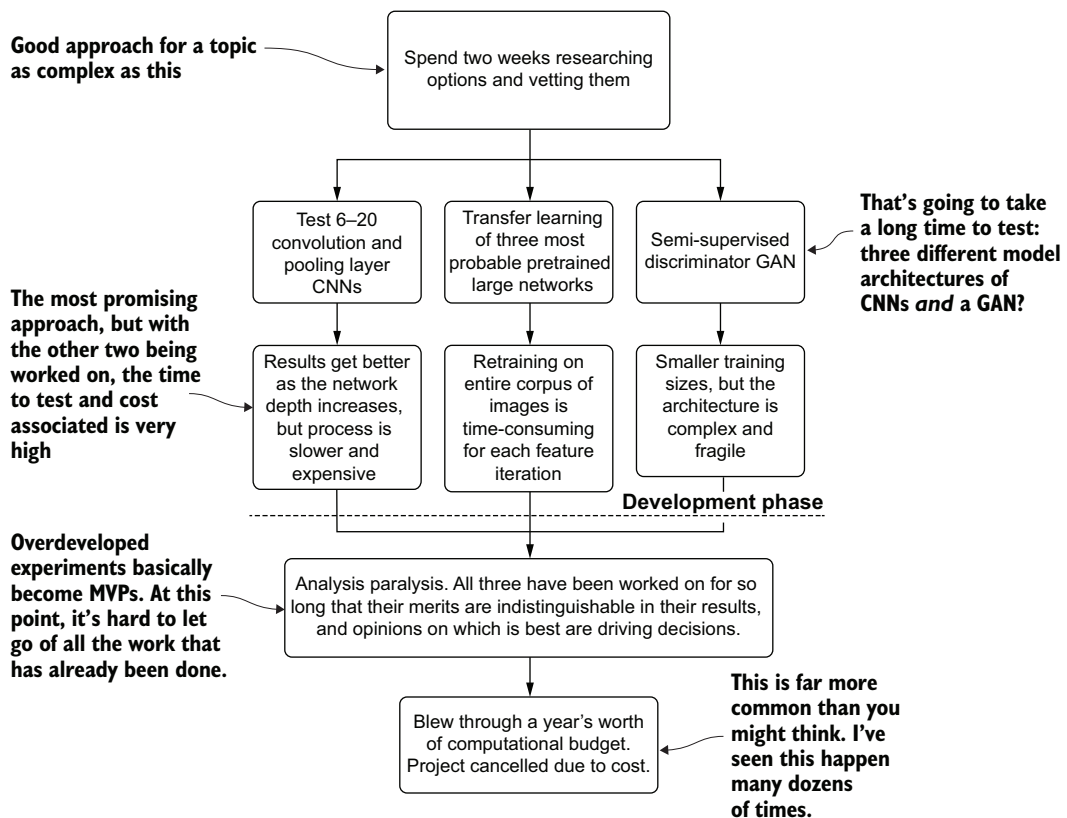 Good approach for a topic
as complex as this
Spend two weeks researching
options and vetting them
Test 6–20
convolution and
pooling layer
CNNs
Transfer learning
of three most
probable pretrained
large networks
Semi-supervised
discriminator GAN
That's going to take
a long time to test:
three different model
architectures of
CNNs and a GAN?
The most promising
approach, but with
the other two being
worked on, the time
to test and cost
associated is very
high
Results get better
as the network
depth increases,
but process is
slower and
expensive
Retraining on
entire corpus of
images is
time-consuming
for each feature
iteration
Smaller training
sizes, but the
architecture is
complex and
fragile
Development phase
Overdeveloped
experiments basically
become MVPs. At this
point, it's hard to let
go of all the work that
has already been done.
Analysis paralysis. All three have been worked on for so
long that their merits are indistinguishable in their results,
and opinions on which is best are driving decisions.
Blew through a year's worth
of computational budget.
Project cancelled due to cost.
This is far more
common than you
might think. I've
seen this happen
many dozens
of times.